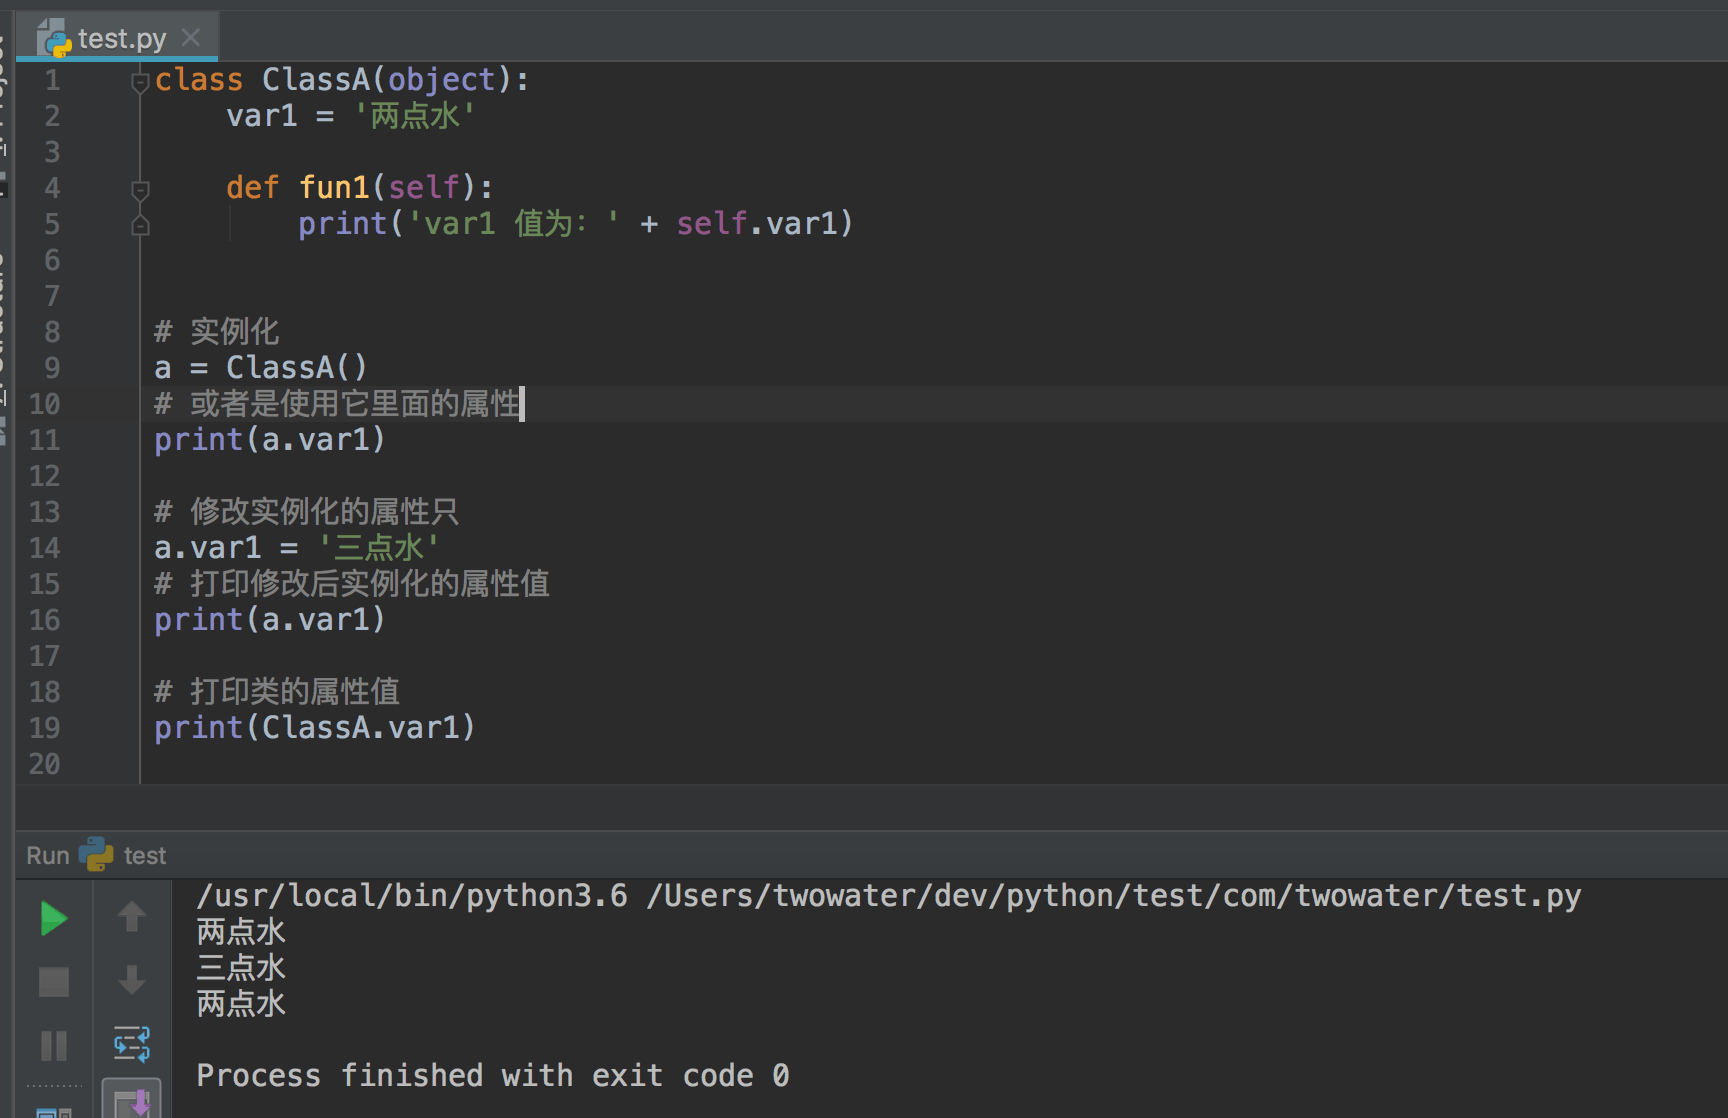 test.py
1 class ClassA(object):
2 var1 = '两点水'
3
4 def fun1(self):
5 print('var1 值为：' + self.var1)
6
7
8 # 实例化
9 a = ClassA()
10 # 或者是使用它里面的属性
11 print(a.var1)
12
13 # 修改实例化的属性只
14 a.var1 = '三点水'
15 # 打印修改后实例化的属性值
16 print(a.var1)
17
18 # 打印类的属性值
19 print(ClassA.var1)
20
Run test
/usr/local/bin/python3.6 /Users/twowater/dev/python/test/com/twowater/test.py
两点水
三点水
两点水
Process finished with exit code 0